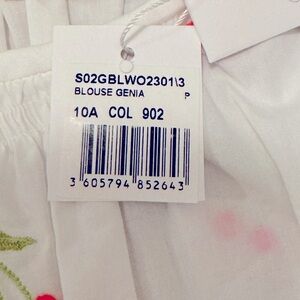 S02GBLWO2301\3
BLOUSE GENIA P
10A COL 902
3 605794 852643